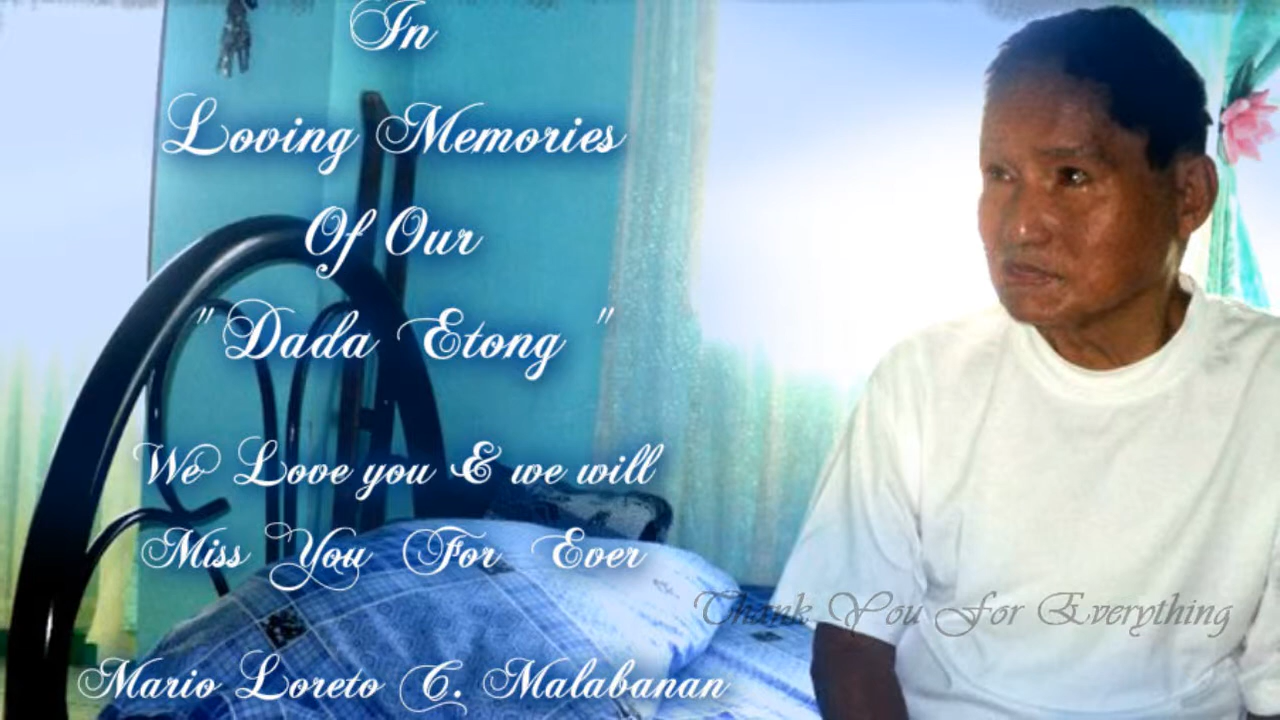 In
Loving Memories
Of Our
"Dada Etong"
We Love you & we will
Miss You For Ever
Thank You For Everything
Mario Loreto C. Malabanan